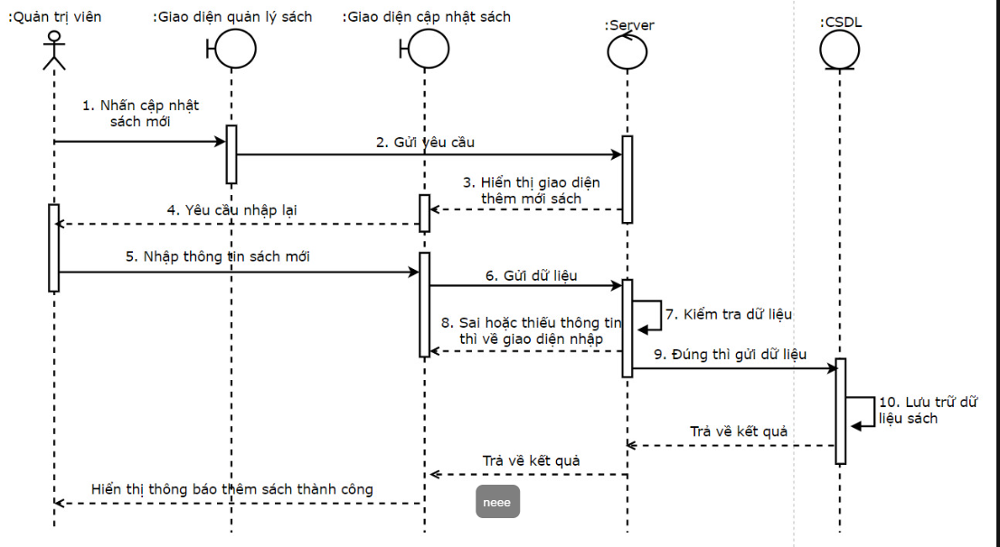 :Quản trị viên
:Giao diện quản lý sách
:Giao diện cập nhật sách
:Server
:CSDL
1. Nhấn cập nhật
sách mới
2. Gửi yêu cầu
3. Hiển thị giao diện
thêm mới sách
4. Yêu cầu nhập lại
5. Nhập thông tin sách mới
6. Gửi dữ liệu
7. Kiểm tra dữ liệu
8. Sai hoặc thiếu thông tin
thì về giao diện nhập
9. Đúng thì gửi dữ liệu
10. Lưu trữ dữ
liệu sách
Trả về kết quả
Trả về kết quả
Hiển thị thông báo thêm sách thành công
neee